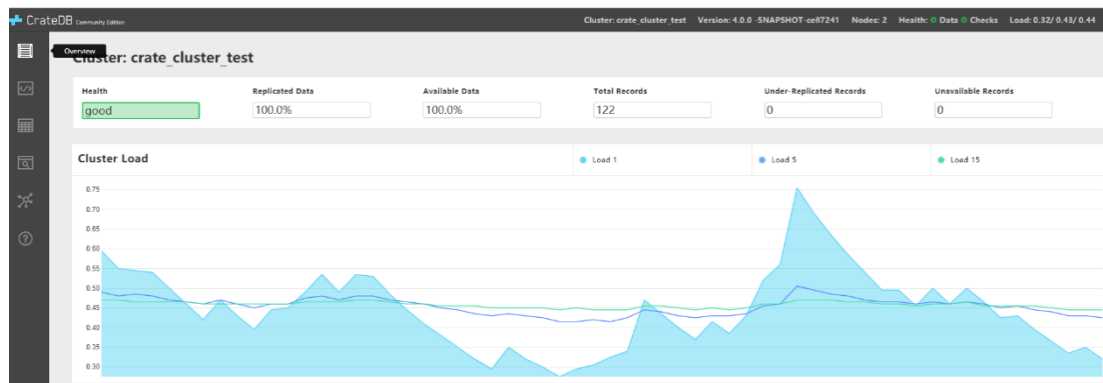 CrateDB Community Edition
Cluster: crate_cluster_test Version: 4.0.0 -SNAPSHOT-ce87241 Nodes: 2 Health: Data Checks Load: 0.32/ 0.43/ 0.44
Overview
Cluster: crate_cluster_test
Health Replicated Data Available Data Total Records Under-Replicated Records Unavailable Records
good 100.0% 100.0% 122 0 0
Cluster Load Load 1 Load 5 Load 15
0.75
0.70
0.65
0.60
0.55
0.50
0.45
0.40
0.35
0.30